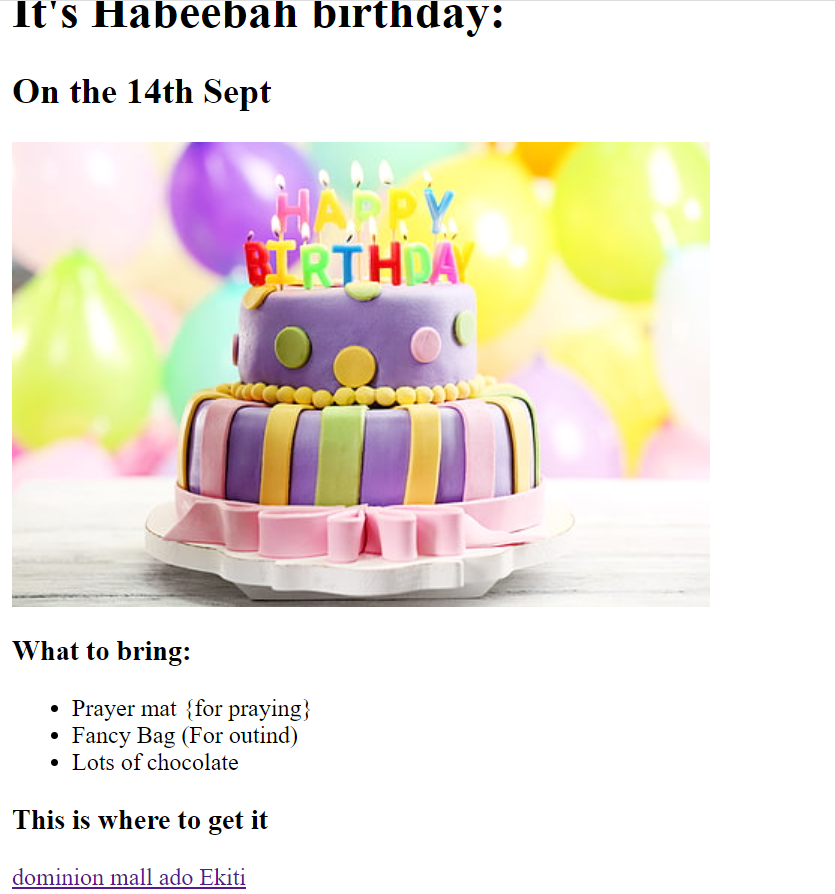 It's Habeebah birthday:
On the 14th Sept
HAPPY
BIRTHDAY
What to bring:
Prayer mat {for praying}
Fancy Bag (For outind)
Lots of chocolate
This is where to get it
dominion mall ado Ekiti